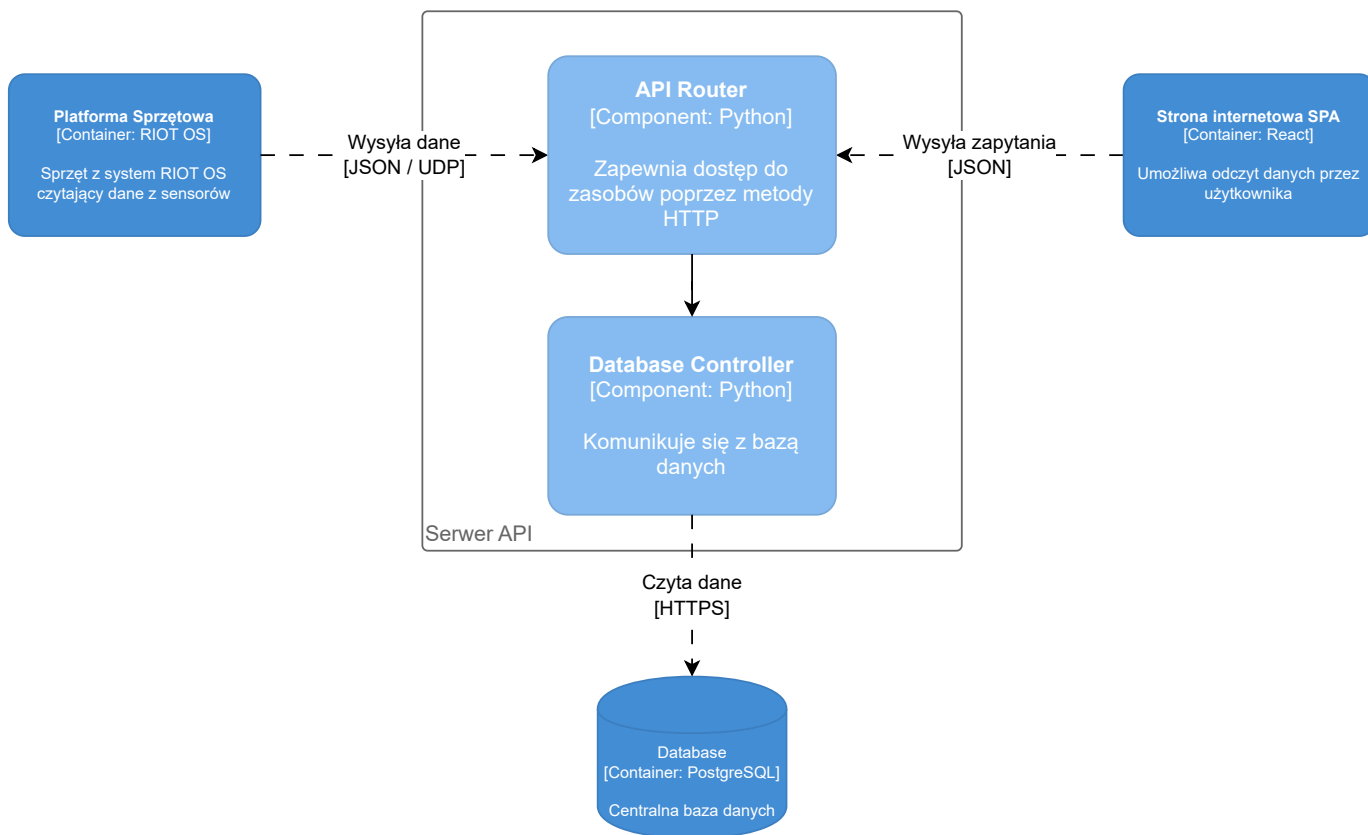 API Router
[Component: Python]
Zapewnia dostęp do
zasobów poprzez metody
HTTP
Platforma Sprzętowa
[Container: RIOT OS]
Sprzęt z system RIOT OS
czytający dane z sensorów
Wysyła dane
[JSON / UDP]
Wysyła zapytania
[JSON]
Strona internetowa SPA
[Container: React]
Umożliwa odczyt danych przez
użytkownika
Database Controller
[Component: Python]
Komunikuje się z bazą
danych
Serwer API
Czyta dane
[HTTPS]
Database
[Container: PostgreSQL]
Centralna baza danych